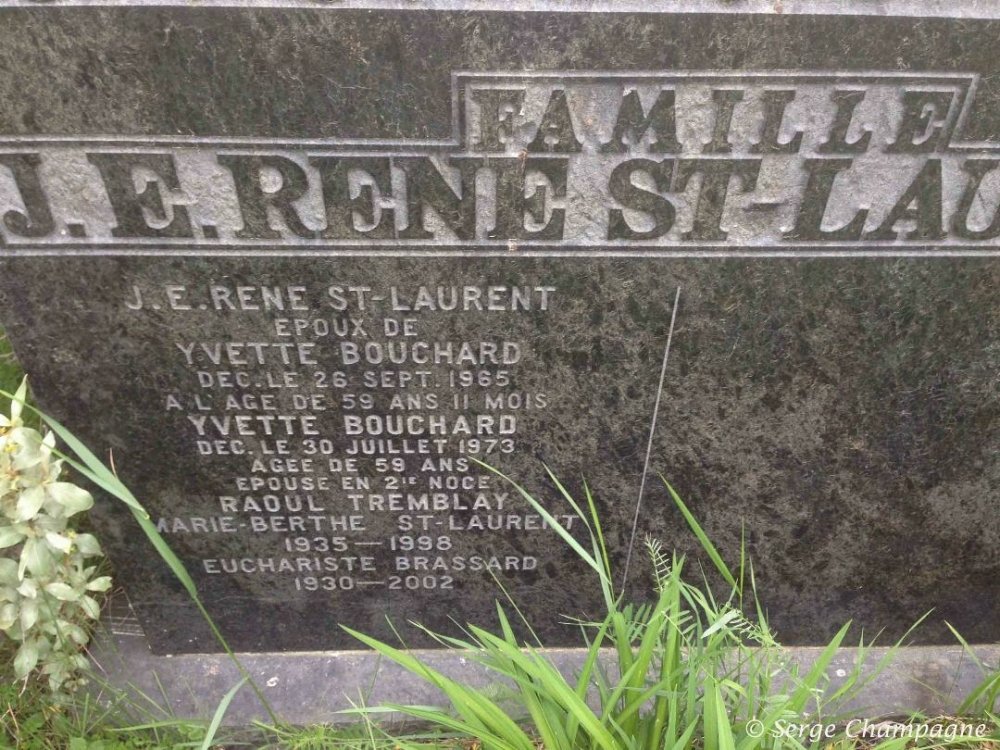 FAMILLE
J.E. RENE ST-LAU
J.E. RENE ST-LAURENT
EPOUX DE
YVETTE BOUCHARD
DEC. LE 26 SEPT. 1965
A L'AGE DE 59 ANS 11 MOIS
YVETTE BOUCHARD
DEC. LE 30 JUILLET 1973
AGEE DE 59 ANS
EPOUSE EN 2IE NOCE
RAOUL TREMBLAY
MARIE-BERTHE ST-LAURENT
1935 — 1998
EUCHARISTE BRASSARD
1930 — 2002
© Serge Champagne